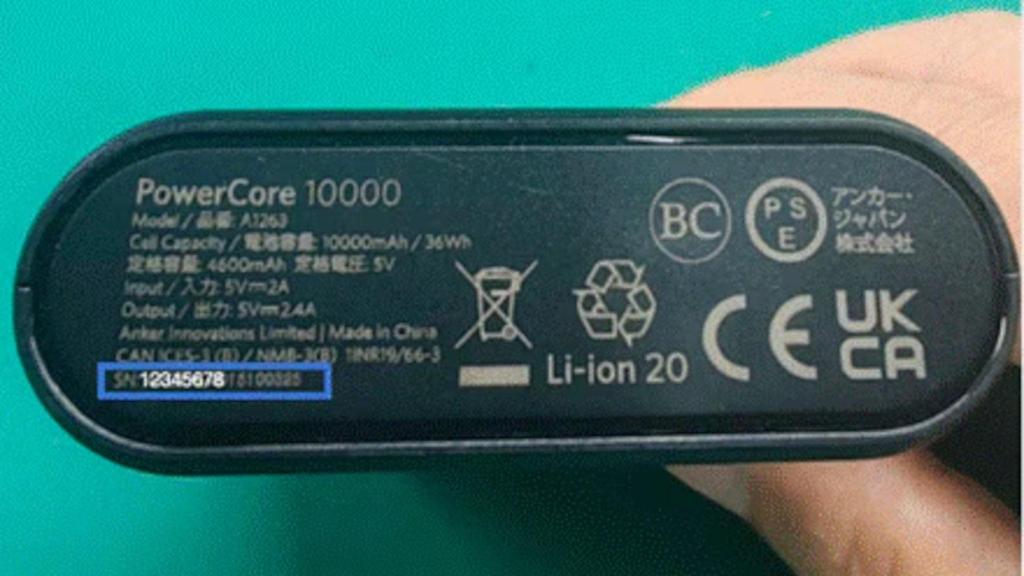 PowerCore 10000
Model / 品番: A1263
Cell Capacity / 電池容量: 10000mAh / 36Wh
定格容量: 4600mAh 定格電圧: 5V
Input / 入力: 5V⎓2A
Output / 出力: 5V⎓2.4A
Anker Innovations Limited | Made in China
CAN ICES-3 (B) / NMB-3(B) 1INR19/66-3
SN: 12345678
BC
PS
E
アンカー・
ジャパン
株式会社
Li-ion 20
CE
UK
CA